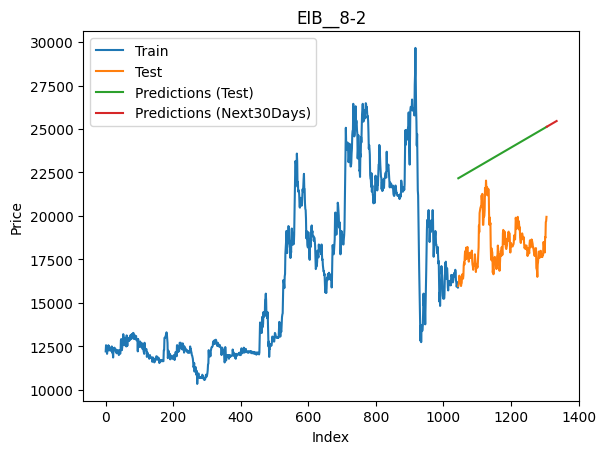 EIB__8-2
Train
Test
Predictions (Test)
Predictions (Next30Days)
30000
27500
25000
22500
20000
17500
15000
12500
10000
Price
0 200 400 600 800 1000 1200 1400
Index